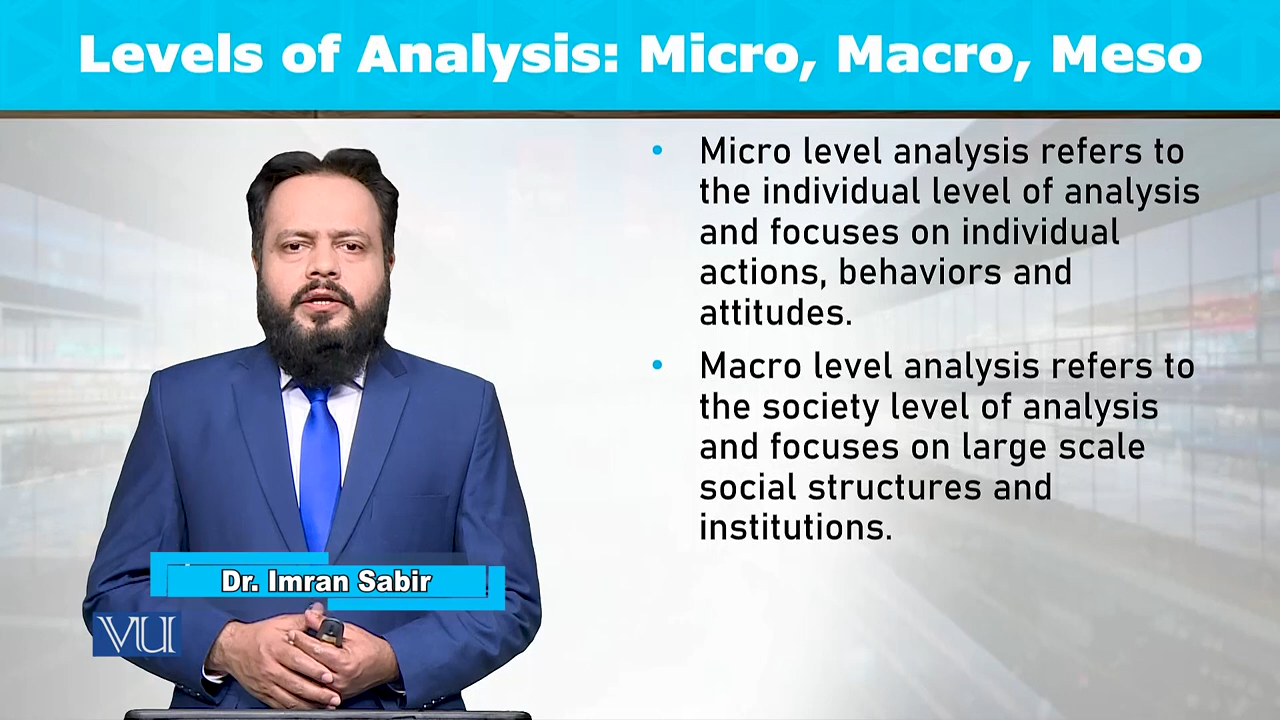 Levels of Analysis: Micro, Macro, Meso
• Micro level analysis refers to
the individual level of analysis
and focuses on individual
actions, behaviors and
attitudes.
• Macro level analysis refers to
the society level of analysis
and focuses on large scale
social structures and
institutions.
Dr. Imran Sabir
VU